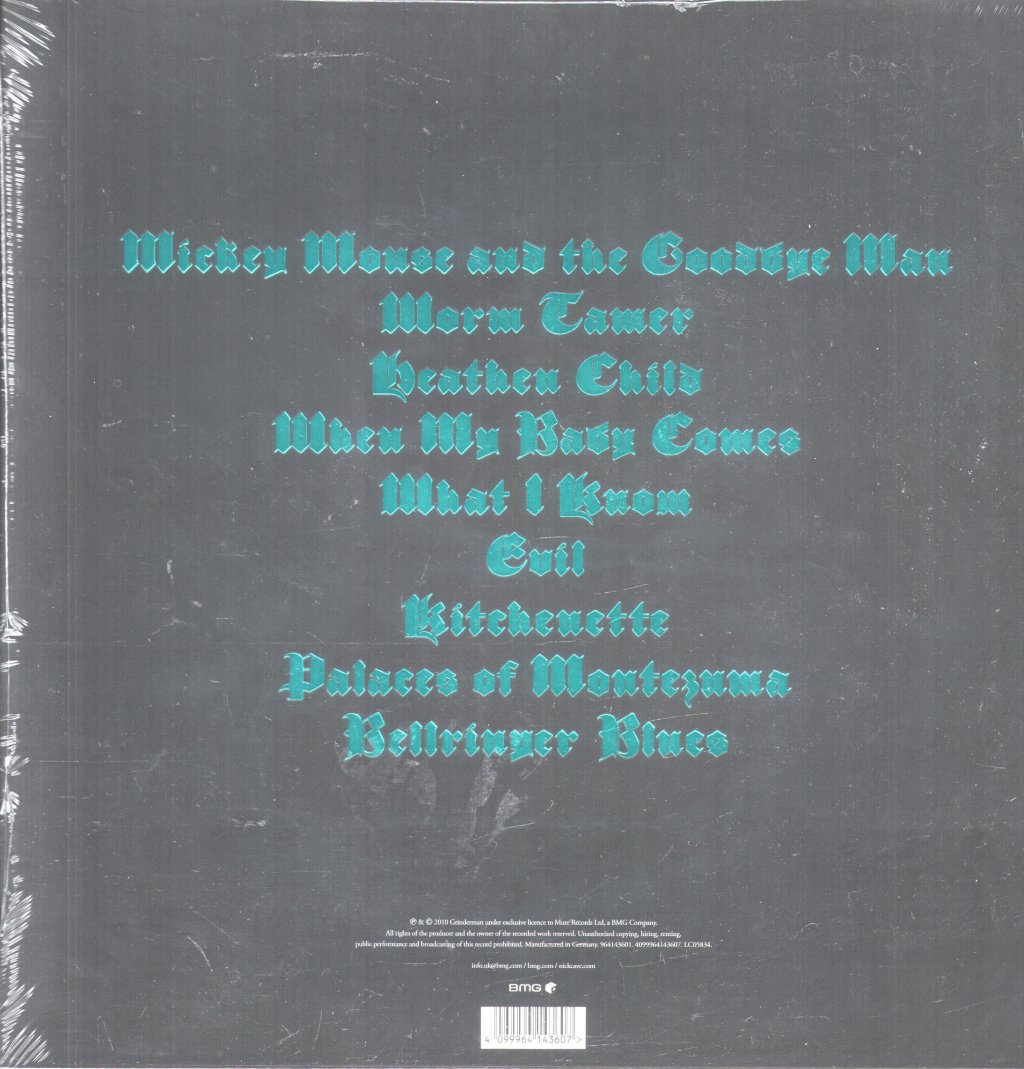 Mickey Mouse and the Goodbye Man
Worm Tamer
Heathen Child
When My Baby Comes
What I Know
Evil
Kitchenette
Palaces of Montezuma
Bellringer Blues
℗ & © 2010 Grinderman under exclusive licence to Mute Records Ltd, a BMG Company.
All rights of the producer and the owner of the recorded work reserved. Unauthorised copying, hiring, renting,
public performance and broadcasting of this record prohibited. Manufactured in Germany. 964143601. 4099964143607. LC05834.
info.uk@bmg.com / bmg.com / nickcave.com
BMG
4 099964 143607 >